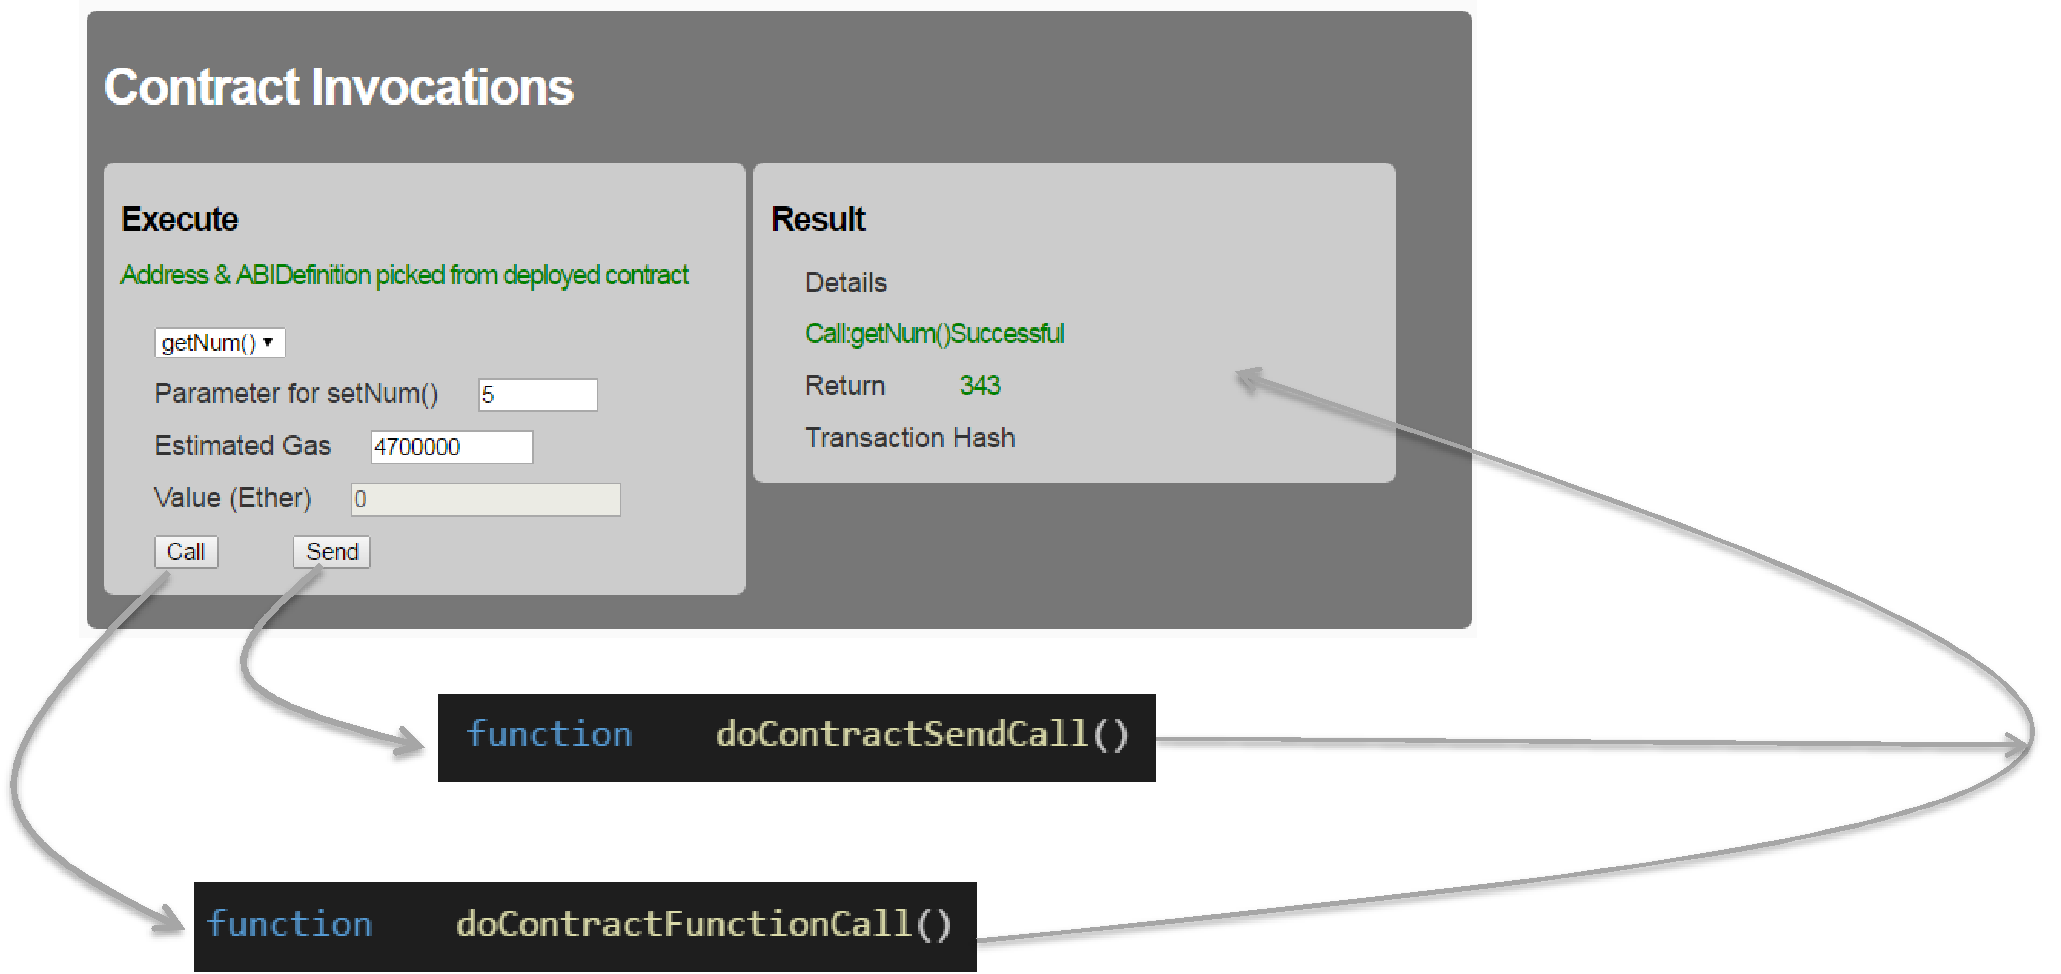 Contract Invocations
Execute
Address & ABIDefinition picked from deployed contract
getNum()
Parameter for setNum() 5
Estimated Gas 4700000
Value (Ether) 0
Call Send
Result
Details
Call:getNum()Successful
Return 343
Transaction Hash
function doContractSendCall()
function doContractFunctionCall()